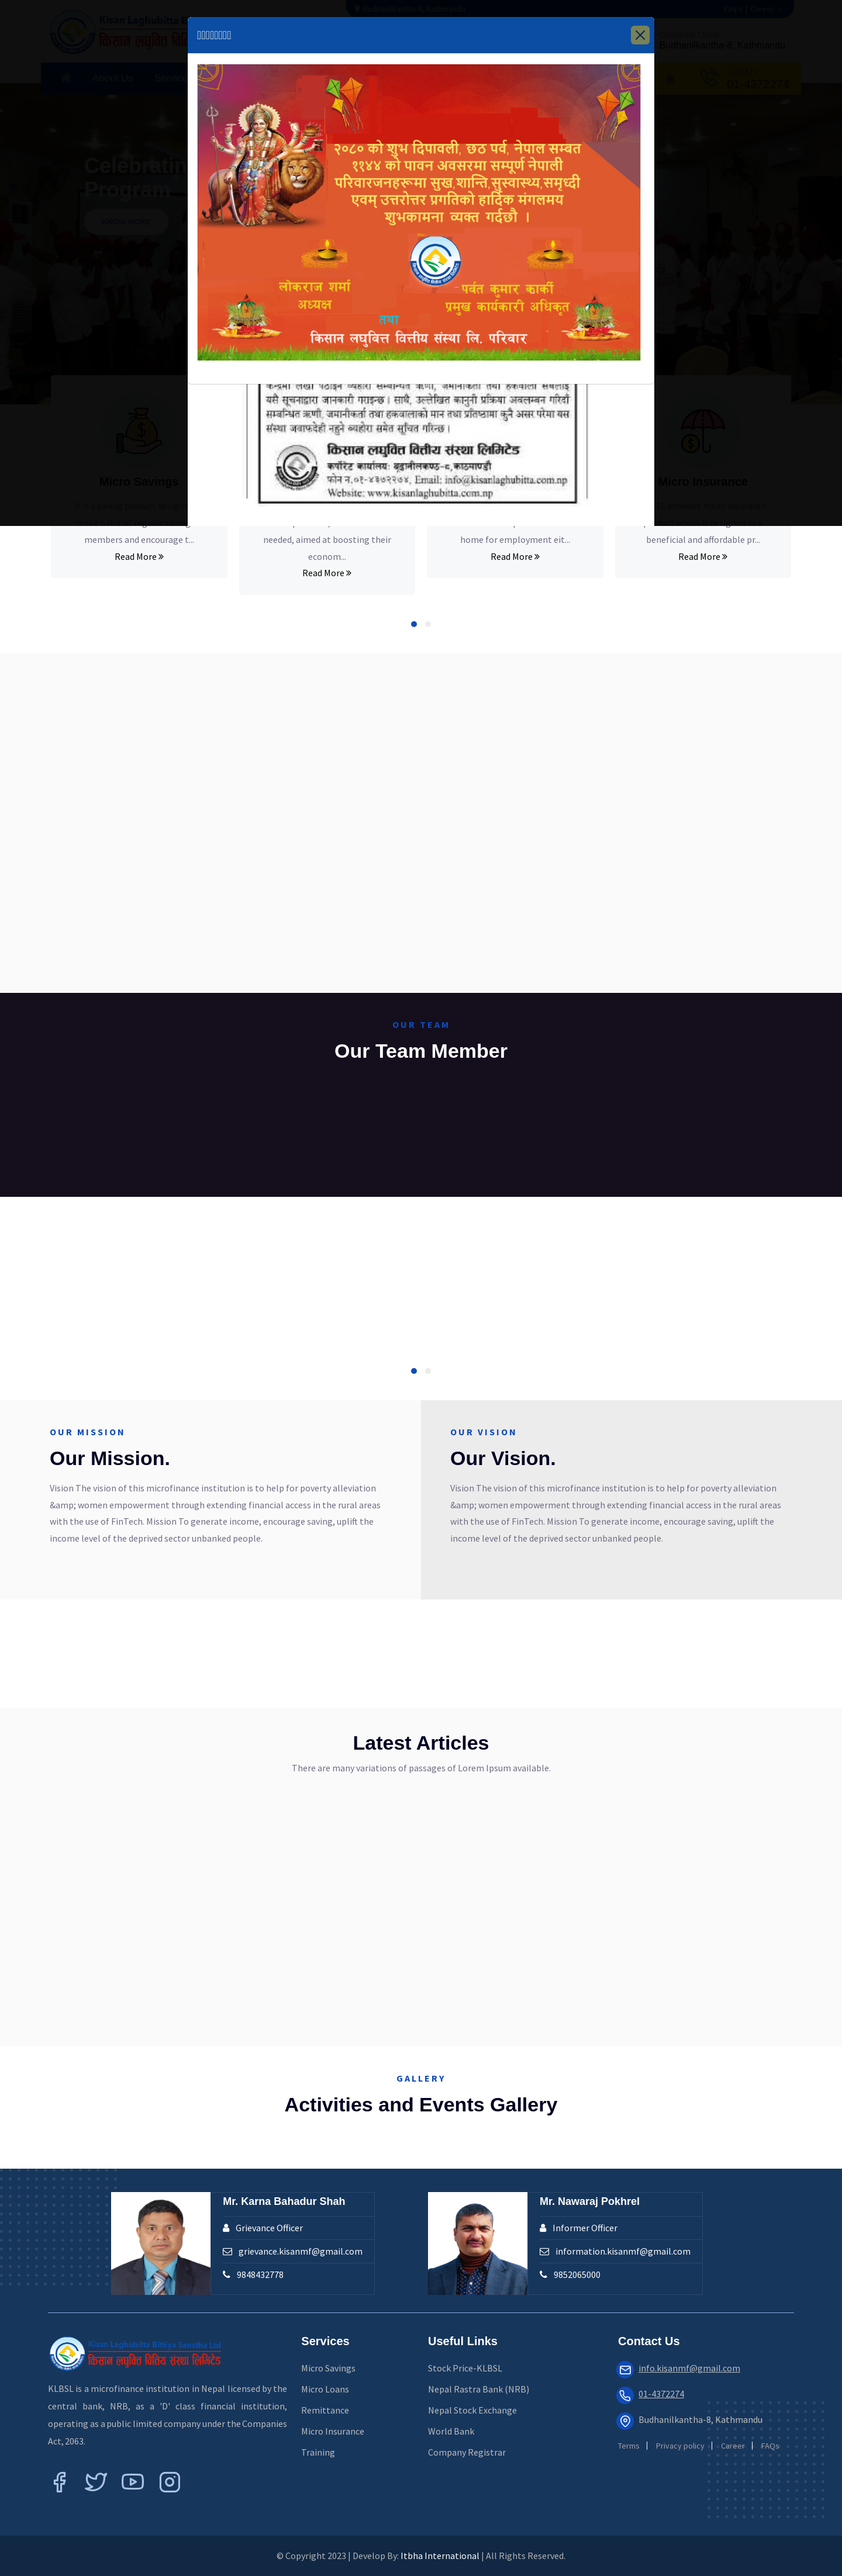 Kisan Laghubitta
Budhanilkantha-8, Kathmandu
About Us
01-4372274
Celebratin
Program
२०८० को शुभ दिपावली, छठ पर्व, नेपाल सम्बत
११४४ को पावन अवसरमा सम्पूर्ण नेपाली
परिवारजनहरूमा सुख,शान्ति,सुस्वास्थ्य,समृध्दी
एवम् उत्तरोत्तर प्रगतिको हार्दिक मंगलमय
शुभकामना व्यक्त गर्दछौ ।
लोकराज शर्मा
अध्यक्ष
पर्वत कुमार कार्की
प्रमुख कार्यकारी अधिकृत
तथा
किसान लघुवित्त वित्तीय संस्था लि. परिवार
यसै सूचनाद्वारा जानकारी गराइन्छ । साथै, उल्लेखित कानुनी प्रक्रिया अवलम्बन गरिंदा
सम्बन्धित ऋणी, जमानीकर्ता तथा हकवालाको मान तथा प्रतिष्ठामा कुनै असर परेमा यस
संस्था जवाफदेही नहुने व्यहोरा समेत सूचित गरिन्छ ।
किसान लघुवित्त वित्तीय संस्था लिमिटेड
कर्पोरेट कार्यालयः बूढानीलकण्ठ-८,काठमाण्डौ
फोन नं.०१-४३७२२७४, Email: info@kisanlaghubitta.com.np
Website: www.kisanlaghubitta.com.np
Micro Savings
Micro Insurance
members and encourage t...
Read More
needed, aimed at boosting their
econom...
Read More
home for employment eit...
Read More
beneficial and affordable pr...
Read More
OUR TEAM
Our Team Member
OUR MISSION
Our Mission.
Vision The vision of this microfinance institution is to help for poverty alleviation
&amp; women empowerment through extending financial access in the rural areas
with the use of FinTech. Mission To generate income, encourage saving, uplift the
income level of the deprived sector unbanked people.
OUR VISION
Our Vision.
Vision The vision of this microfinance institution is to help for poverty alleviation
&amp; women empowerment through extending financial access in the rural areas
with the use of FinTech. Mission To generate income, encourage saving, uplift the
income level of the deprived sector unbanked people.
Latest Articles
There are many variations of passages of Lorem Ipsum available.
GALLERY
Activities and Events Gallery
Mr. Karna Bahadur Shah
Grievance Officer
grievance.kisanmf@gmail.com
9848432778
Mr. Nawaraj Pokhrel
Informer Officer
information.kisanmf@gmail.com
9852065000
Kisan Laghubitta Bittiya Sanstha Ltd
किसान लघुवित्त वित्तिय संस्था लिमिटेड
KLBSL is a microfinance institution in Nepal licensed by the
central bank, NRB, as a 'D' class financial institution,
operating as a public limited company under the Companies
Act, 2063.
Services
Micro Savings
Micro Loans
Remittance
Micro Insurance
Training
Useful Links
Stock Price-KLBSL
Nepal Rastra Bank (NRB)
Nepal Stock Exchange
World Bank
Company Registrar
Contact Us
info.kisanmf@gmail.com
01-4372274
Budhanilkantha-8, Kathmandu
Terms | Privacy policy | Career | FAQs
© Copyright 2023 | Develop By: Itbha International | All Rights Reserved.